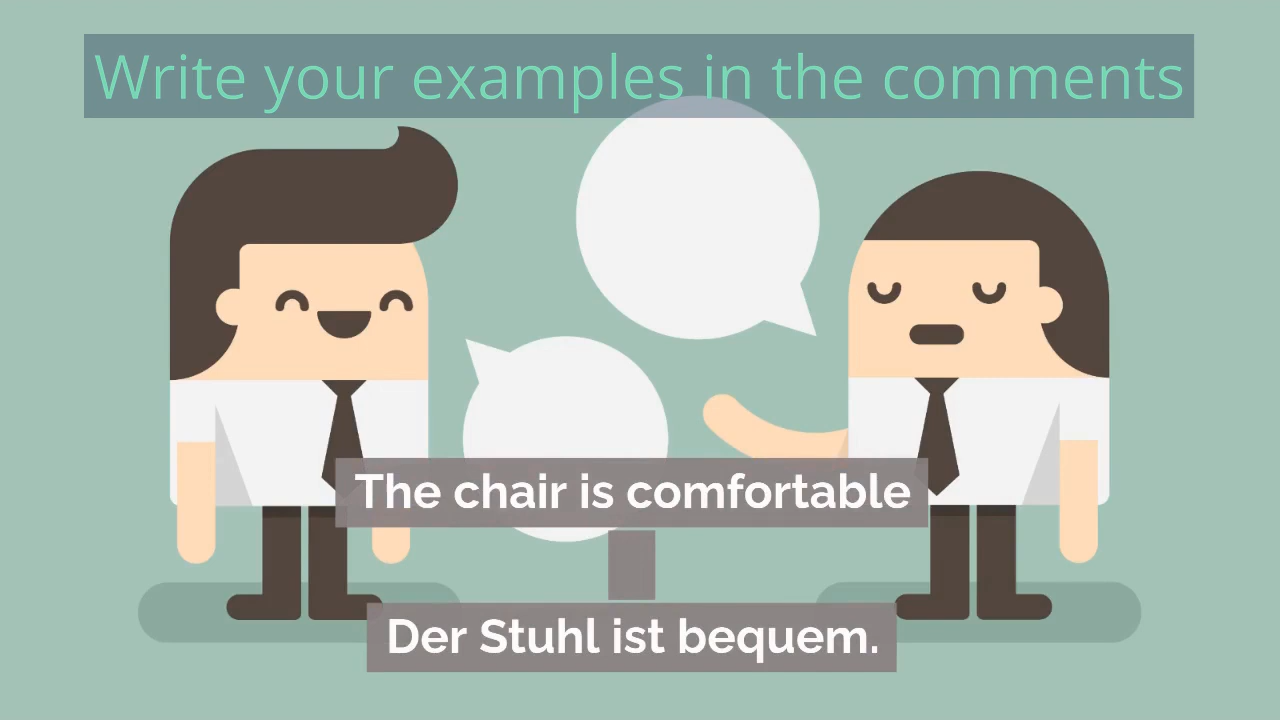 Write your examples in the comments
The chair is comfortable
Der Stuhl ist bequem.